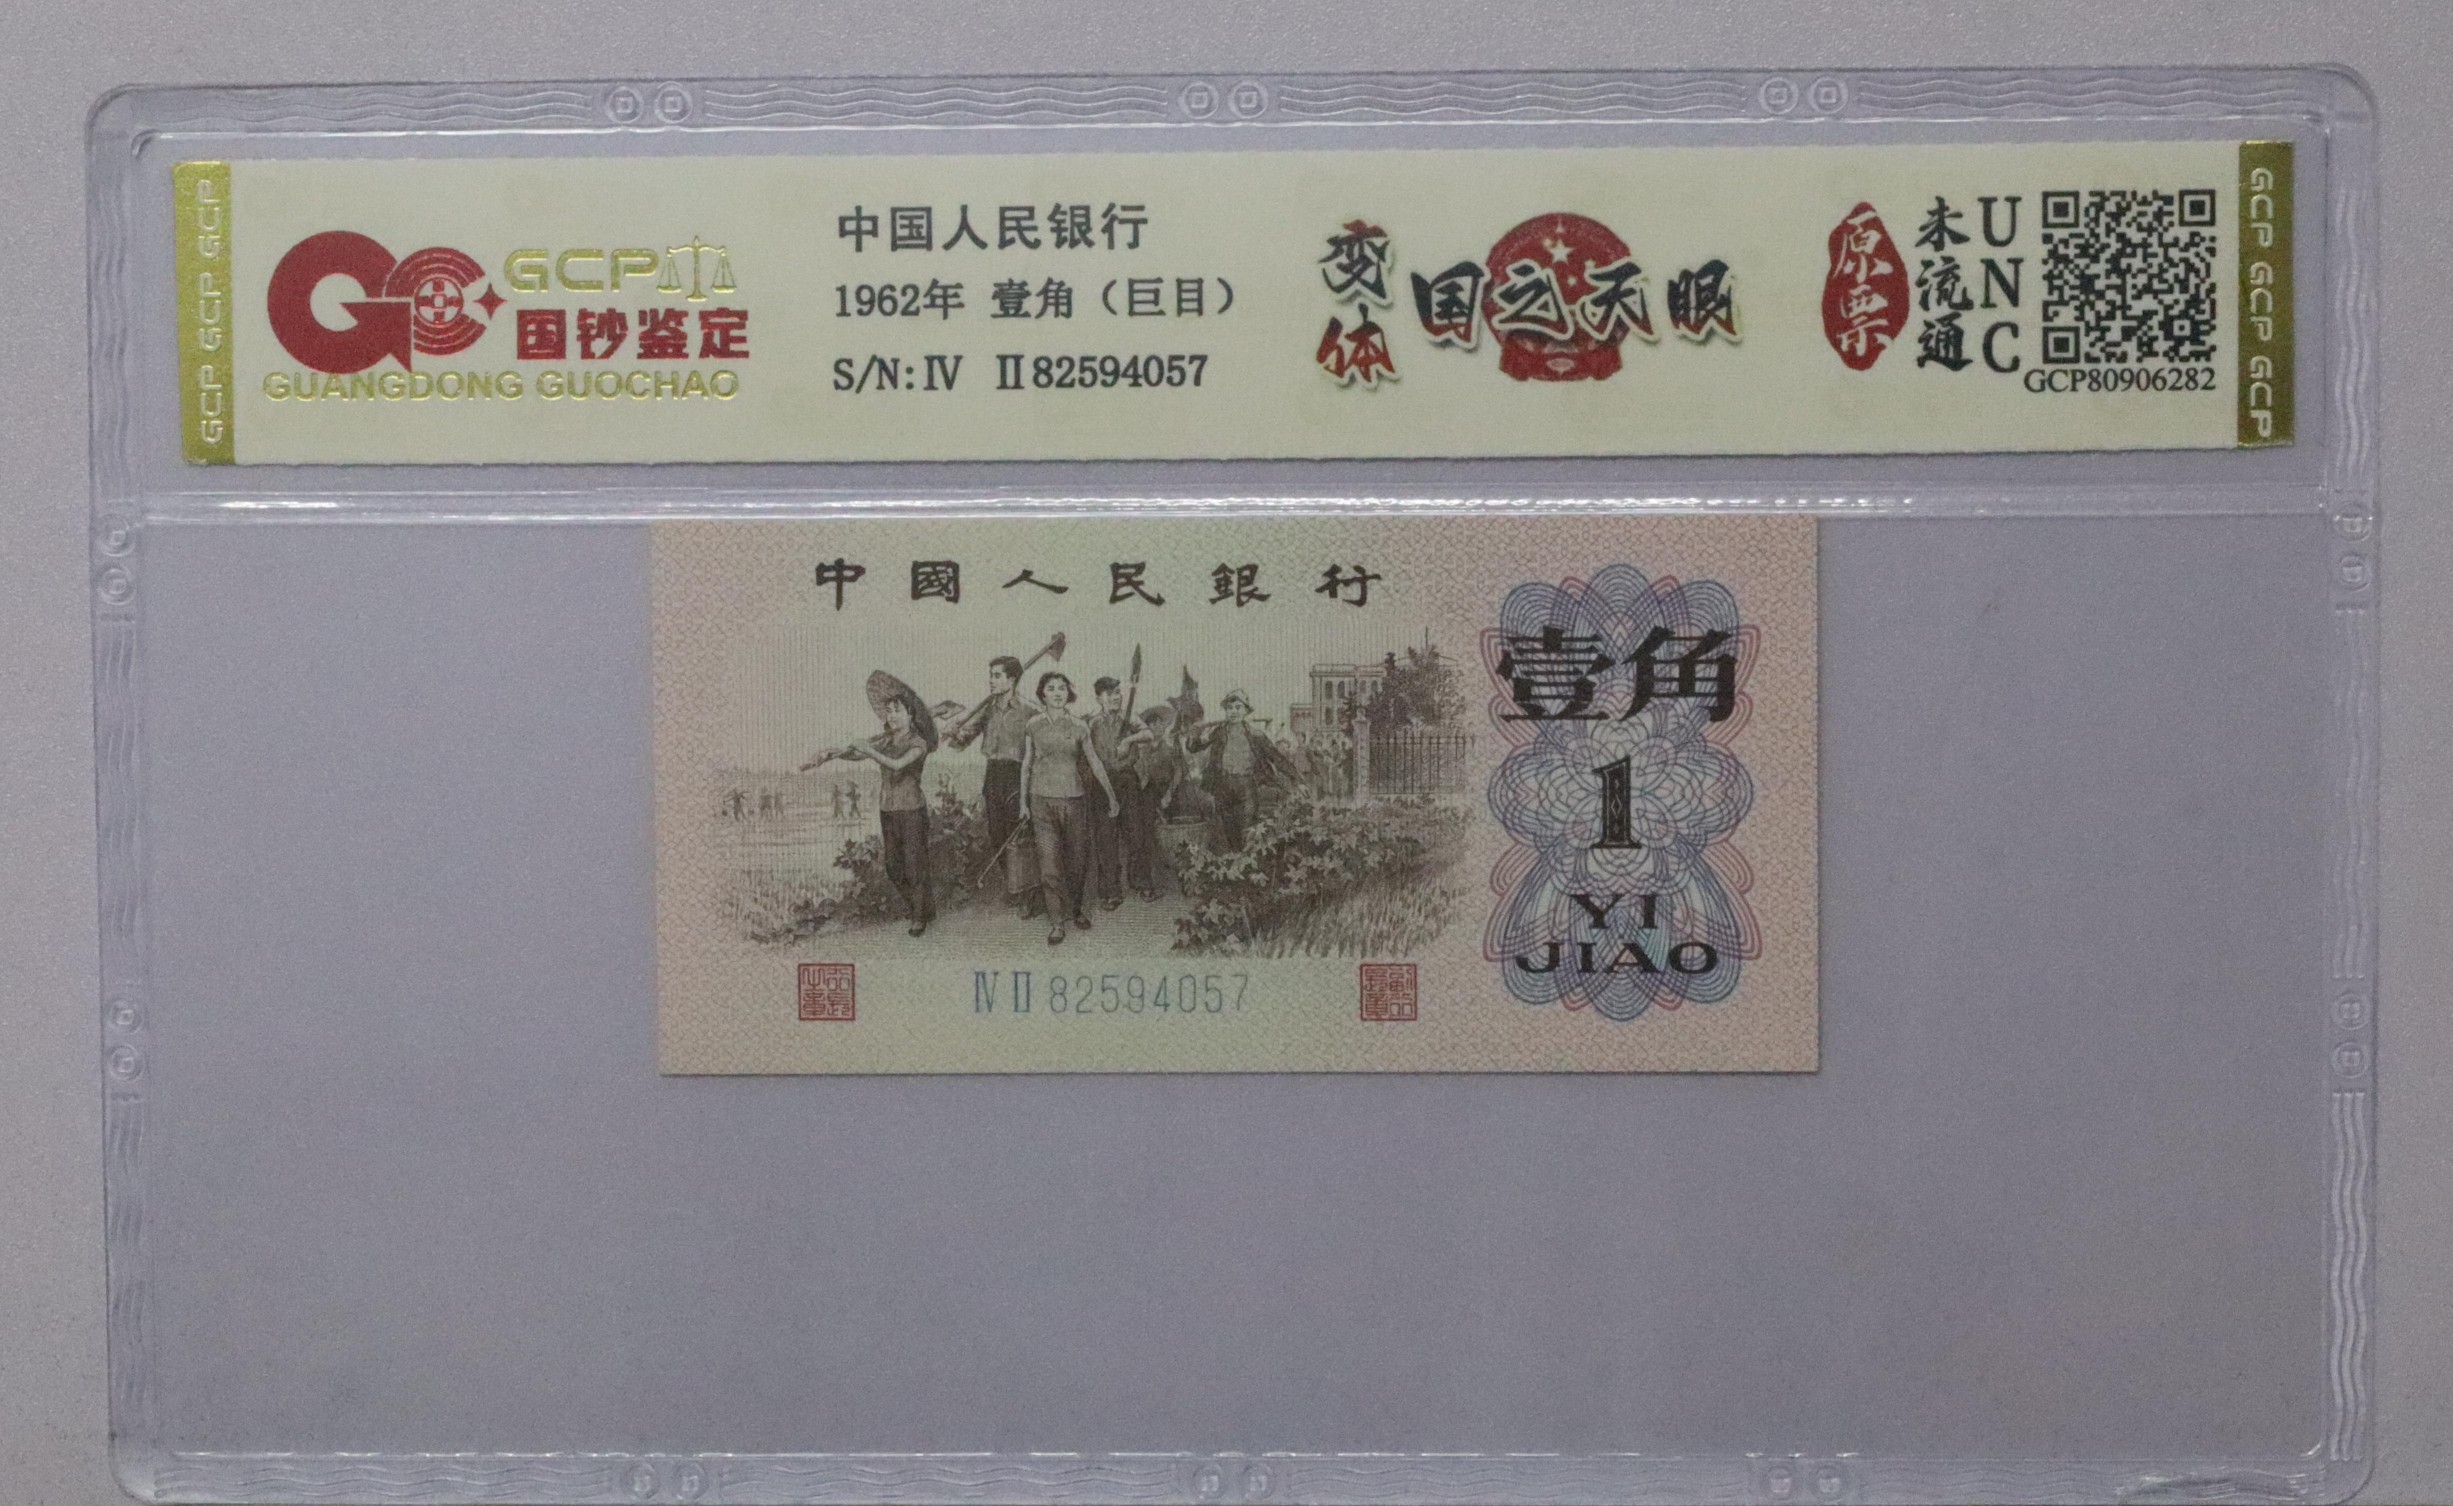 GCP GCP GCP
GCP
国钞鉴定
GUANGDONG GUOCHAO
中国人民银行
1962年 壹角（巨目）
S/N:Ⅳ Ⅱ82594057
变体
国之天眼
原票
未流通
UNC
GCP80906282
GCP GCP GCP
中國人民銀行
壹角
1
YI
JIAO
Ⅳ Ⅱ 82594057